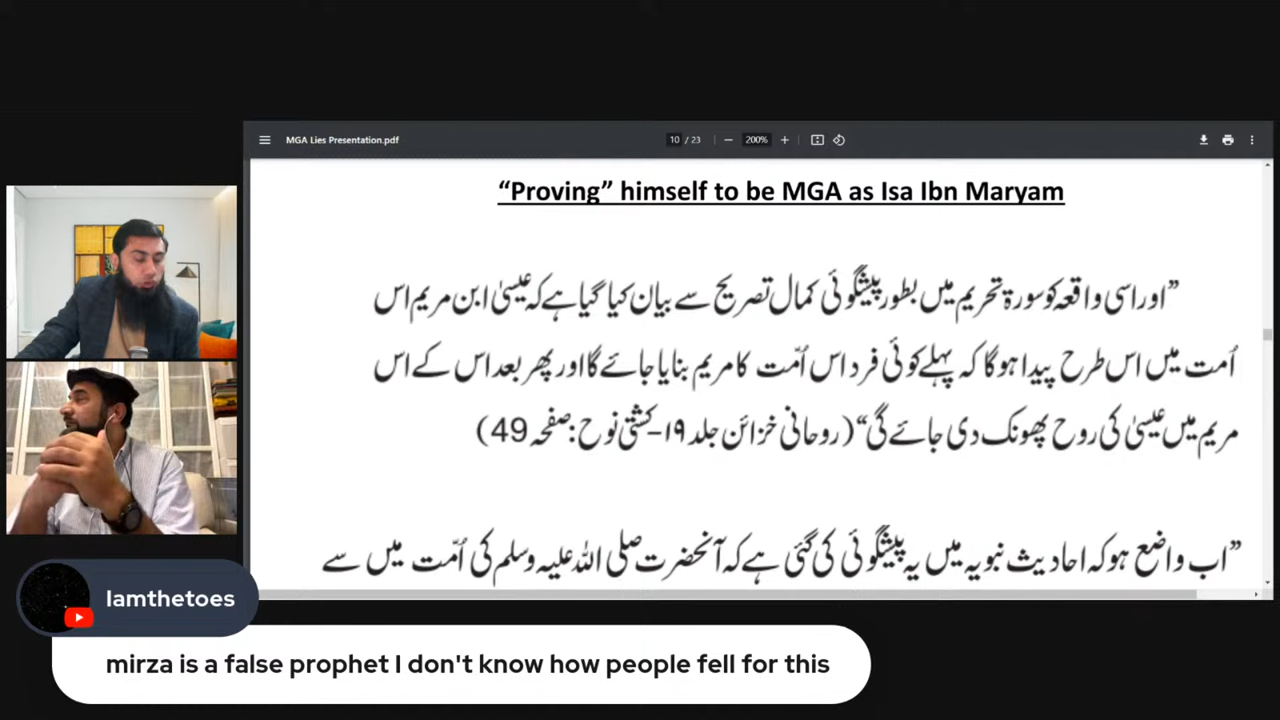 MGA Lies Presentation.pdf
10 / 23
200%
“Proving” himself to be MGA as Isa Ibn Maryam
”اور اسی واقعہ کو سورۃ تحریم میں بطور پیشگوئی کمال تصریح سے بیان کیا گیا ہے کہ عیسیٰ ابن مریم اس
اُمت میں اس طرح پیدا ہوگا کہ پہلے کوئی فرد اس اُمّت کا مریم بنایا جائے گا اور پھر بعد اس کے اس
مریم میں عیسیٰ کی روح پھونک دی جائے گی“ (روحانی خزائن جلد ۱۹–کشتی نوح: صفحہ 49)
”اب واضع ہو کہ احادیث نبویہ میں یہ پیشگوئی کی گئی ہے کہ آنحضرت صلی اللہ علیہ وسلم کی اُمّت میں سے
Iamthetoes
mirza is a false prophet I don't know how people fell for this